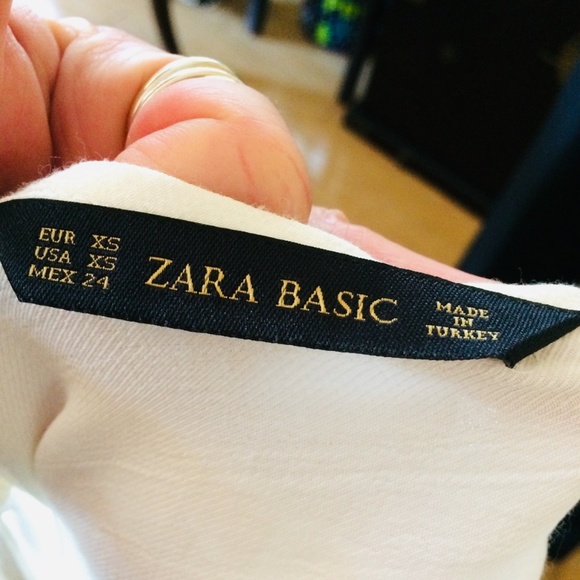 EUR XS
USA XS
MEX 24
ZARA BASIC
MADE
IN
TURKEY